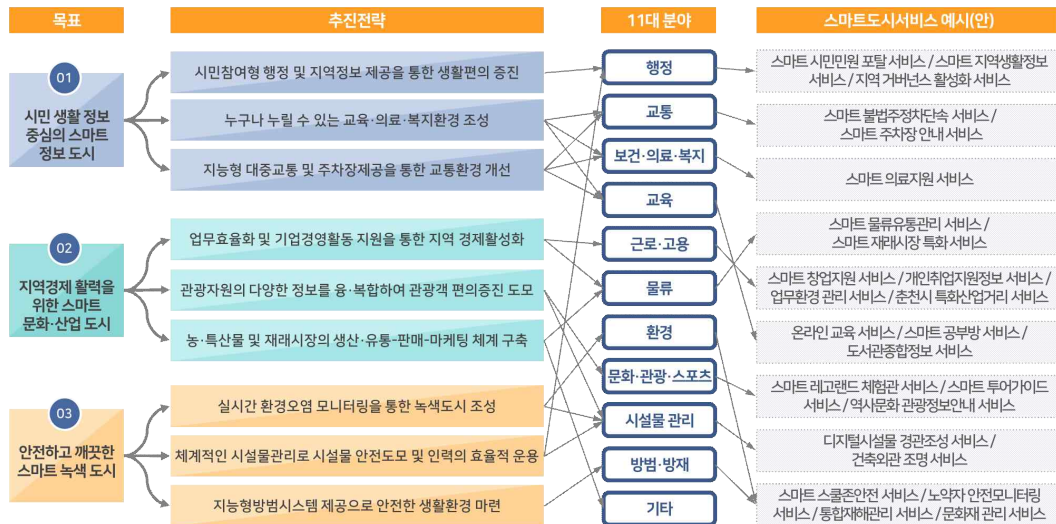 목표
추진전략
11대 분야
스마트도시서비스 예시(안)
01
시민 생활 정보
중심의 스마트
정보 도시
시민참여형 행정 및 지역정보 제공을 통한 생활편의 증진
누구나 누릴 수 있는 교육·의료·복지환경 조성
지능형 대중교통 및 주차장제공을 통한 교통환경 개선
02
지역경제 활력을
위한 스마트
문화·산업 도시
업무효율화 및 기업경영활동 지원을 통한 지역 경제활성화
관광자원의 다양한 정보를 융·복합하여 관광객 편의증진 도모
농·특산물 및 재래시장의 생산·유통-판매-마케팅 체계 구축
03
안전하고 깨끗한
스마트 녹색 도시
실시간 환경오염 모니터링을 통한 녹색도시 조성
체계적인 시설물관리로 시설물 안전도모 및 인력의 효율적 운용
지능형방범시스템 제공으로 안전한 생활환경 마련
행정
교통
보건·의료·복지
교육
근로·고용
물류
환경
문화·관광·스포츠
시설물 관리
방범·방재
기타
스마트 시민민원 포탈 서비스 / 스마트 지역생활정보
서비스 / 지역 거버넌스 활성화 서비스
스마트 불법주정차단속 서비스 /
스마트 주차장 안내 서비스
스마트 의료지원 서비스
스마트 물류유통관리 서비스 /
스마트 재래시장 특화 서비스
스마트 창업지원 서비스 / 개인취업지원정보 서비스 /
업무환경 관리 서비스 / 춘천시 특화산업거리 서비스
온라인 교육 서비스 / 스마트 공부방 서비스 /
도서관종합정보 서비스
스마트 레고랜드 체험관 서비스 / 스마트 투어가이드
서비스 / 역사문화 관광정보안내 서비스
디지털시설물 경관조성 서비스 /
건축외관 조명 서비스
스마트 스쿨존안전 서비스 / 노약자 안전모니터링
서비스 / 통합재해관리 서비스 / 문화재 관리 서비스